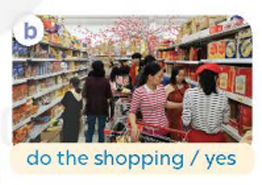 b
do the shopping / yes